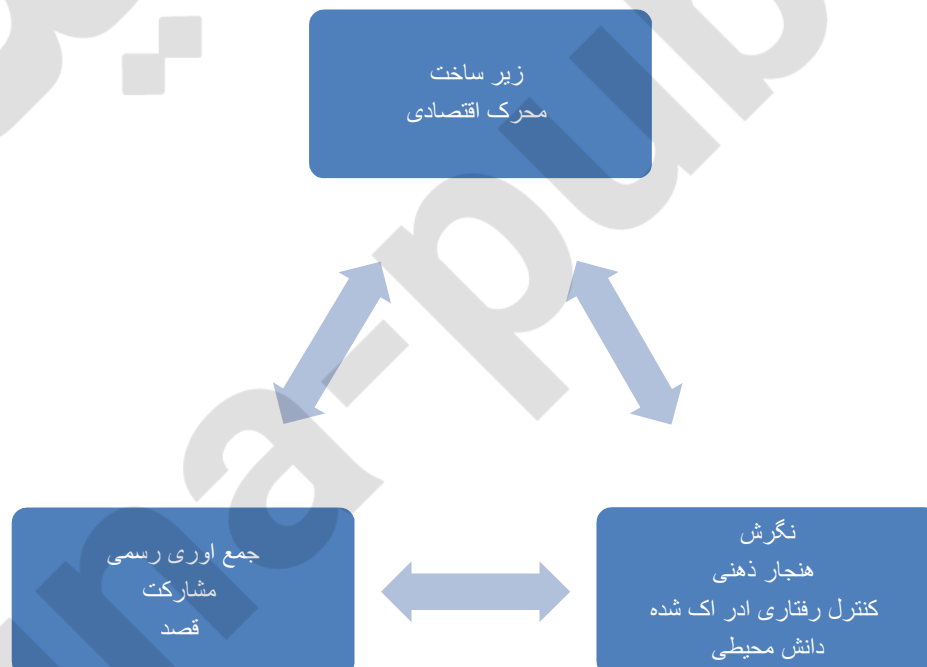 زیر ساخت
محرک اقتصادی
جمع اوری رسمی
مشارکت
قصد
نگرش
هنجار ذهنی
کنترل رفتاری ادر اک شده
دانش محیطی